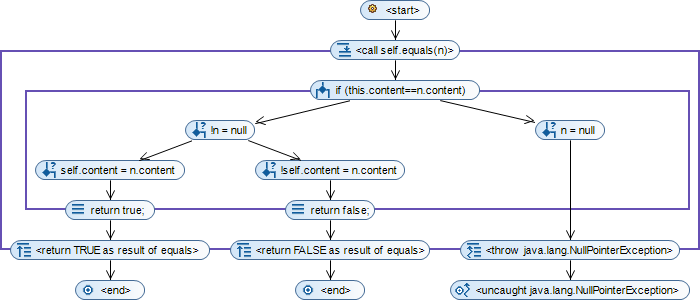 <start>
<call self.equals(n)>
if (this.content==n.content)
!n = null
n = null
self.content = n.content
!self.content = n.content
return true;
return false;
<return TRUE as result of equals>
<return FALSE as result of equals>
<throw java.lang.NullPointerException>
<end>
<end>
<uncaught java.lang.NullPointerException>